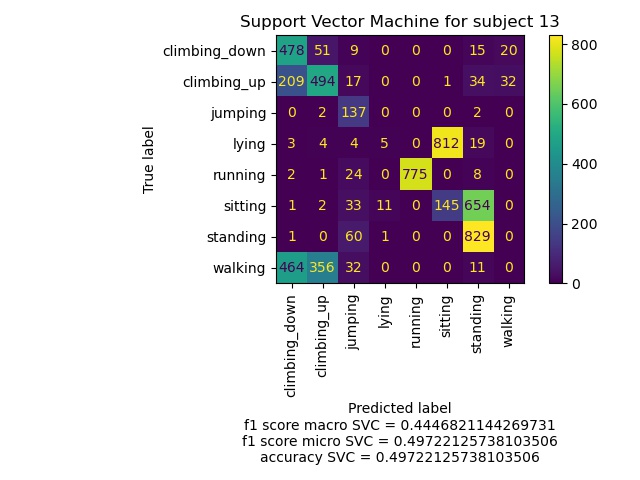 Support Vector Machine for subject 13
climbing_down 478 51 9 0 0 0 15 20
climbing_up 209 494 17 0 0 1 34 32
jumping 0 2 137 0 0 0 2 0
lying 3 4 4 5 0 812 19 0
running 2 1 24 0 775 0 8 0
sitting 1 2 33 11 0 145 654 0
standing 1 0 60 1 0 0 829 0
walking 464 356 32 0 0 0 11 0
True label
climbing_down
climbing_up
jumping
lying
running
sitting
standing
walking
800
600
400
200
0
Predicted label
f1 score macro SVC = 0.4446821144269731
f1 score micro SVC = 0.49722125738103506
accuracy SVC = 0.49722125738103506